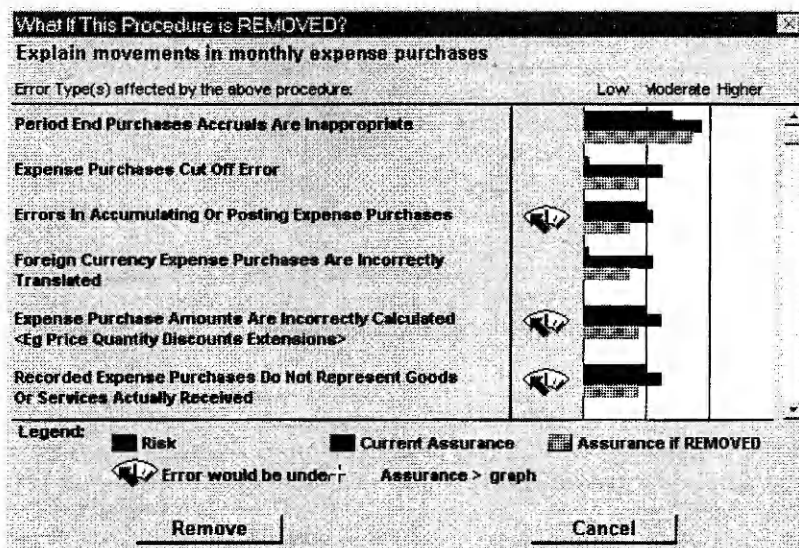 What If This Procedure is REMOVED?
Explain movements in monthly expense purchases
Error Type(s) affected by the above procedure:
Low Moderate Higher
Period End Purchases Accruals Are Inappropriate
Expense Purchases Cut Off Error
Errors In Accumulating Or Posting Expense Purchases
Foreign Currency Expense Purchases Are Incorrectly
Translated
Expense Purchase Amounts Are Incorrectly Calculated
<Eg Price Quantity Discounts Extensions>
Recorded Expense Purchases Do Not Represent Goods
Or Services Actually Received
Legend:
Risk Current Assurance Assurance if REMOVED
Error would be under- Assurance > graph
Remove Cancel